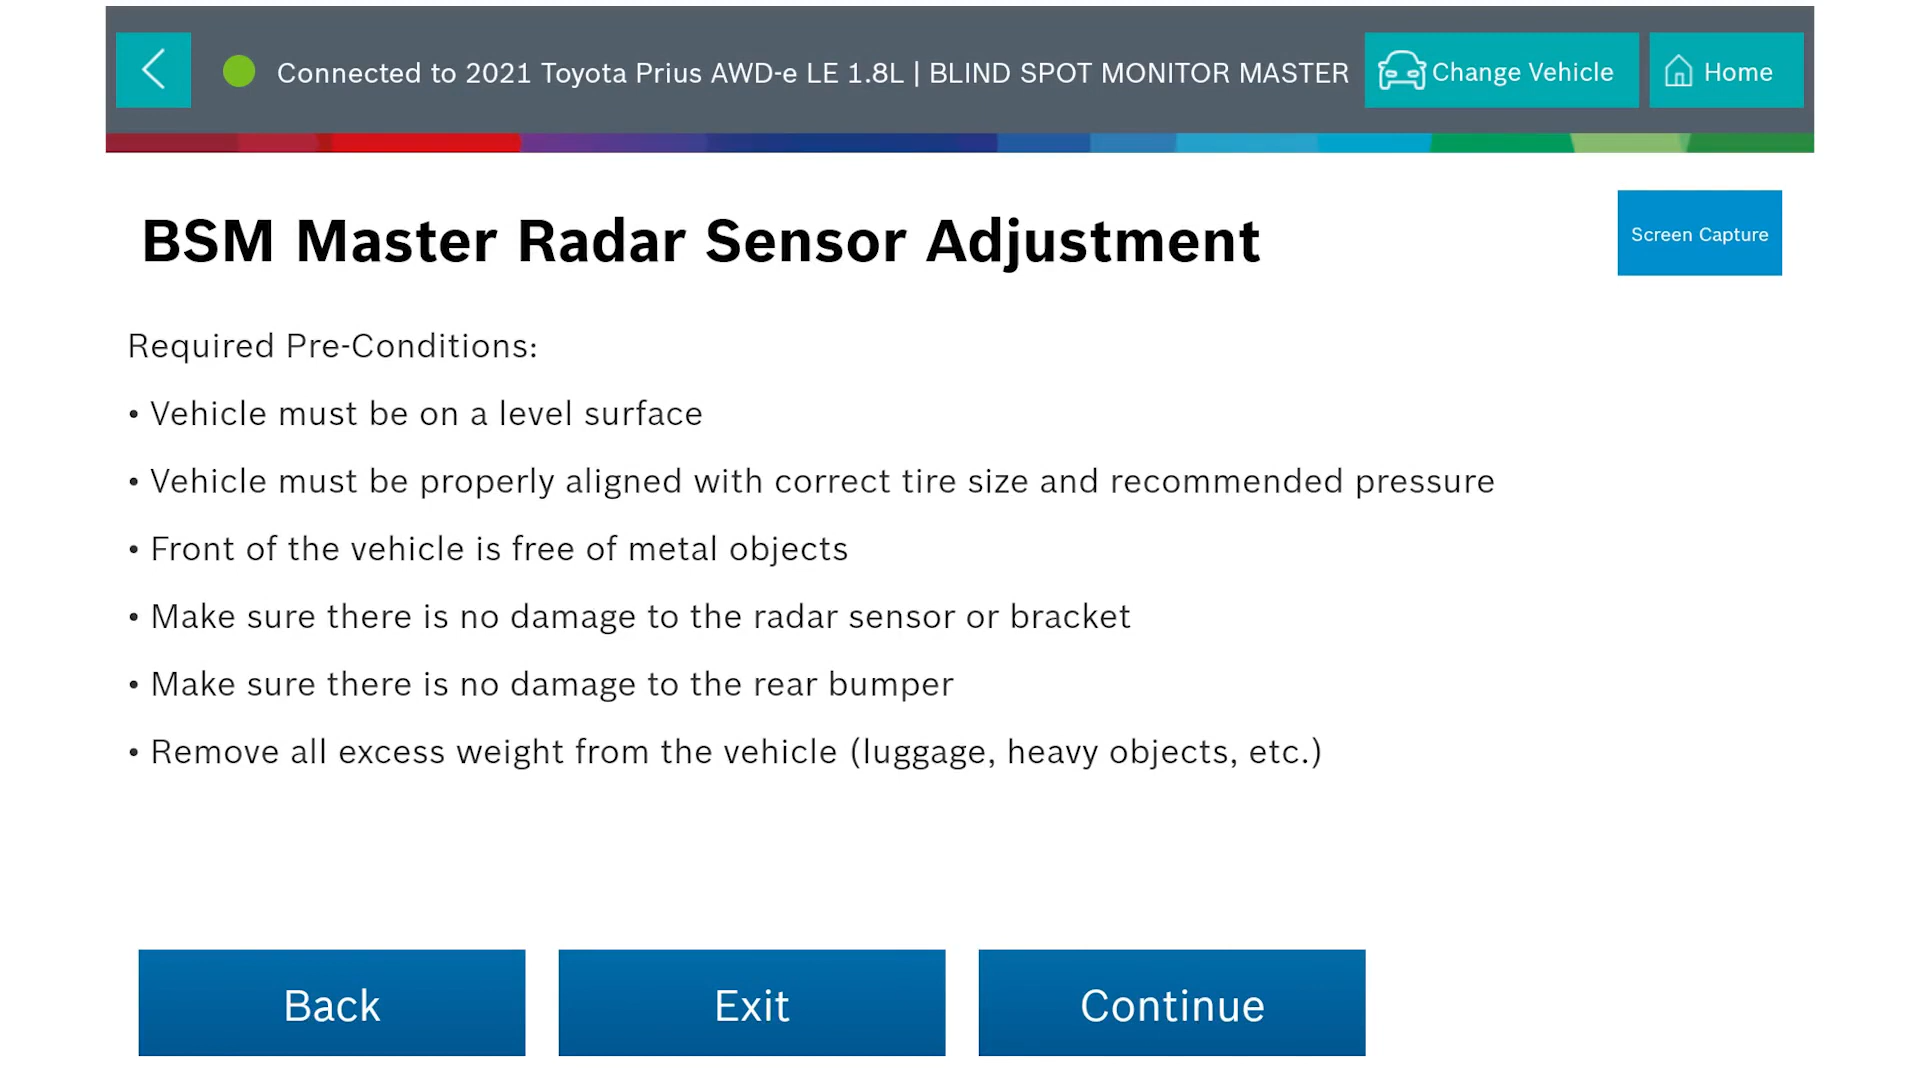 Connected to 2021 Toyota Prius AWD-e LE 1.8L | BLIND SPOT MONITOR MASTER
Change Vehicle
Home
BSM Master Radar Sensor Adjustment
Screen Capture
Required Pre-Conditions:
• Vehicle must be on a level surface
• Vehicle must be properly aligned with correct tire size and recommended pressure
• Front of the vehicle is free of metal objects
• Make sure there is no damage to the radar sensor or bracket
• Make sure there is no damage to the rear bumper
• Remove all excess weight from the vehicle (luggage, heavy objects, etc.)
Back
Exit
Continue